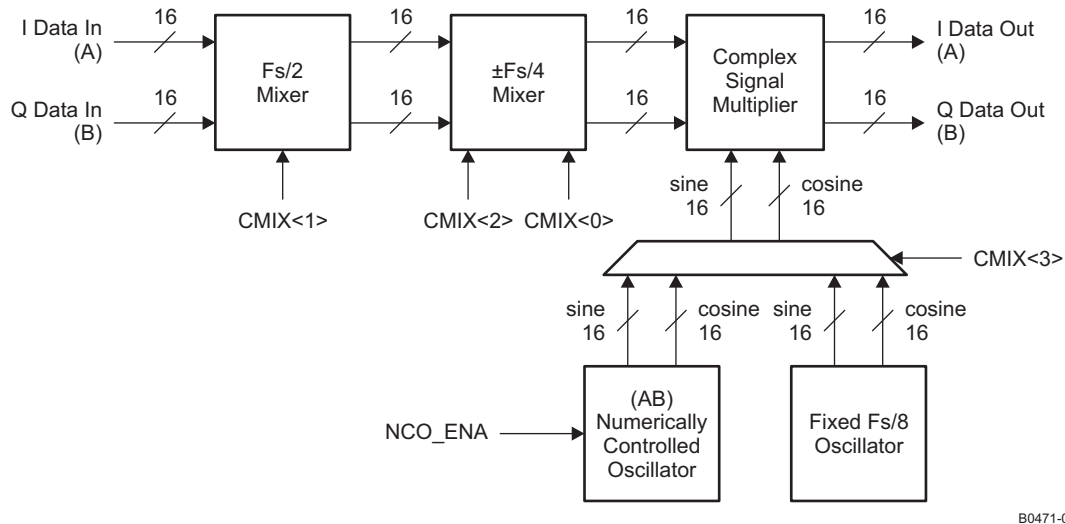 I Data In
(A)
16
16
16
16
I Data Out
(A)
Fs/2
Mixer
±Fs/4
Mixer
Complex
Signal
Multiplier
Q Data In
(B)
16
16
16
16
Q Data Out
(B)
CMIX<1>
CMIX<2>
CMIX<0>
sine
16
cosine
16
CMIX<3>
sine
16
cosine
16
sine
16
cosine
16
NCO_ENA
(AB)
Numerically
Controlled
Oscillator
Fixed Fs/8
Oscillator